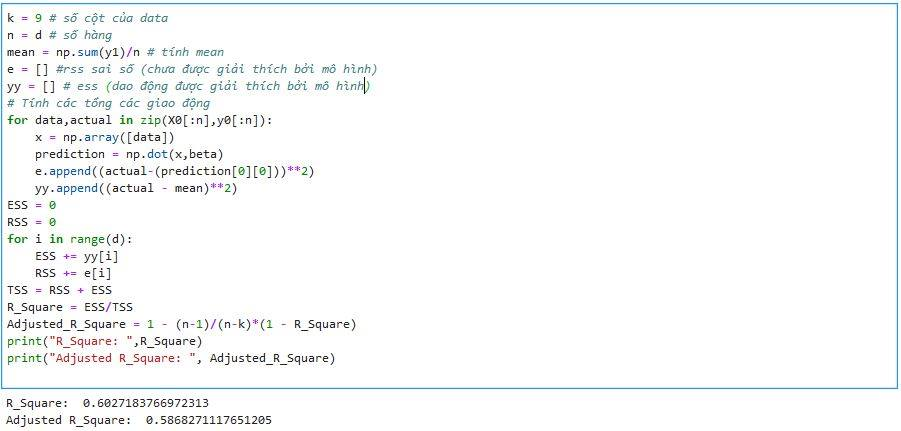 k = 9 # số cột của data
n = d # số hàng
mean = np.sum(y1)/n # tính mean
e = [] #rss sai số (chưa được giải thích bởi mô hình)
yy = [] # ess (dao động được giải thích bởi mô hình)
# Tính các tổng các giao động
for data,actual in zip(X0[:n],y0[:n]):
    x = np.array([data])
    prediction = np.dot(x,beta)
    e.append((actual-(prediction[0][0]))**2)
    yy.append((actual - mean)**2)
ESS = 0
RSS = 0
for i in range(d):
    ESS += yy[i]
    RSS += e[i]
TSS = RSS + ESS
R_Square = ESS/TSS
Adjusted_R_Square = 1 - (n-1)/(n-k)*(1 - R_Square)
print("R_Square: ",R_Square)
print("Adjusted R_Square: ", Adjusted_R_Square)
R_Square:  0.6027183766972313
Adjusted R_Square:  0.5868271117651205